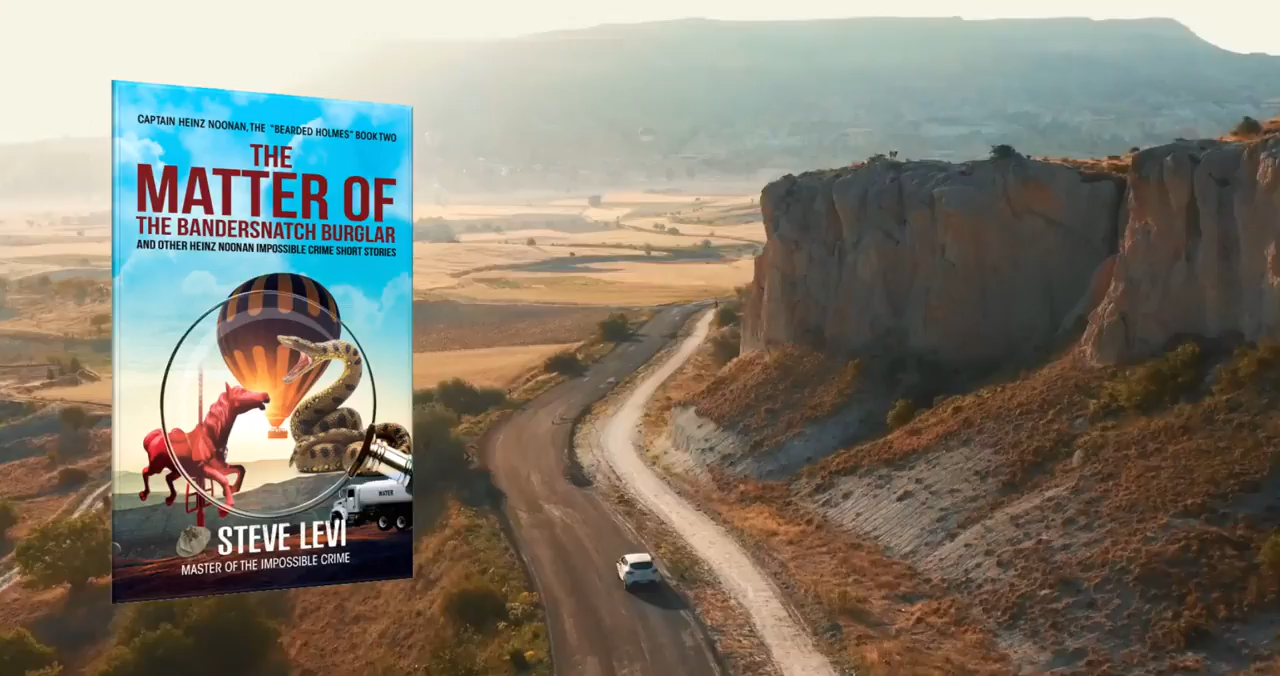 CAPTAIN HEINZ NOONAN, THE "BEARDED HOLMES" BOOK TWO
THE
MATTER OF
THE BANDERSNATCH BURGLAR
AND OTHER HEINZ NOONAN IMPOSSIBLE CRIME SHORT STORIES
WATER
STEVE LEVI
MASTER OF THE IMPOSSIBLE CRIME